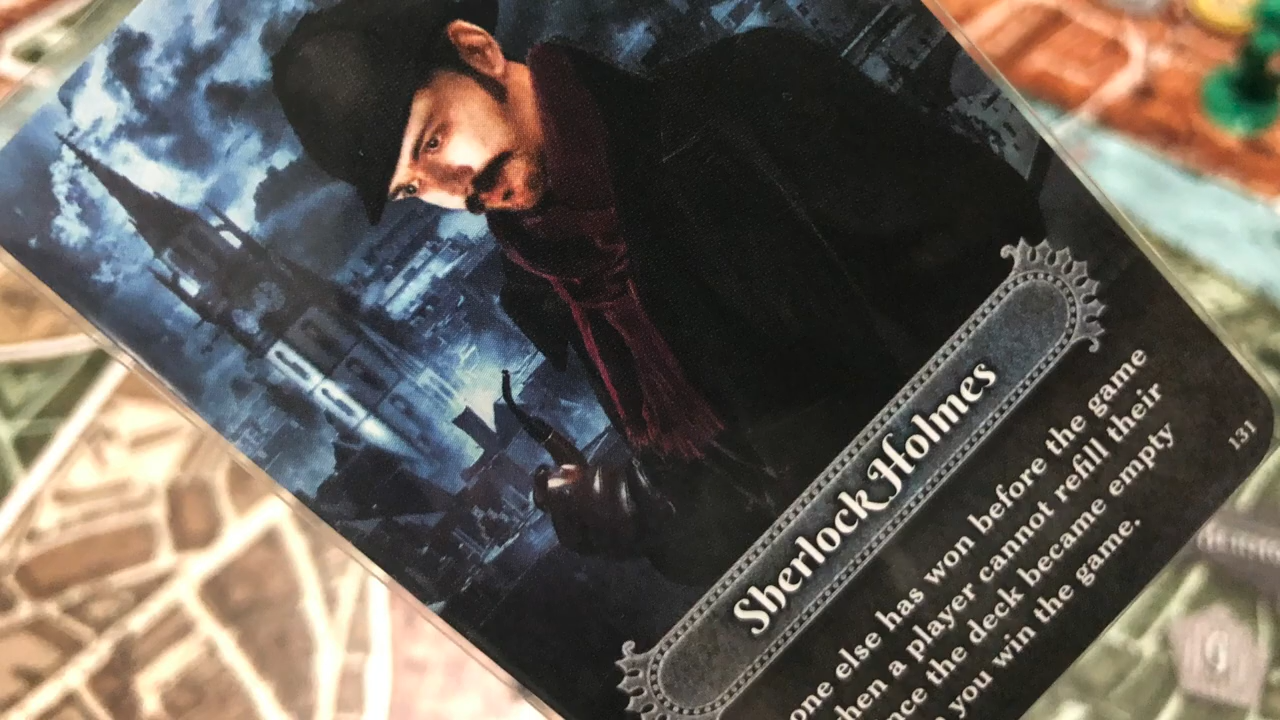 Sherlock Holmes
one else has won before the game
hen a player cannot refill their
nce the deck became empty
you win the game.
131
9